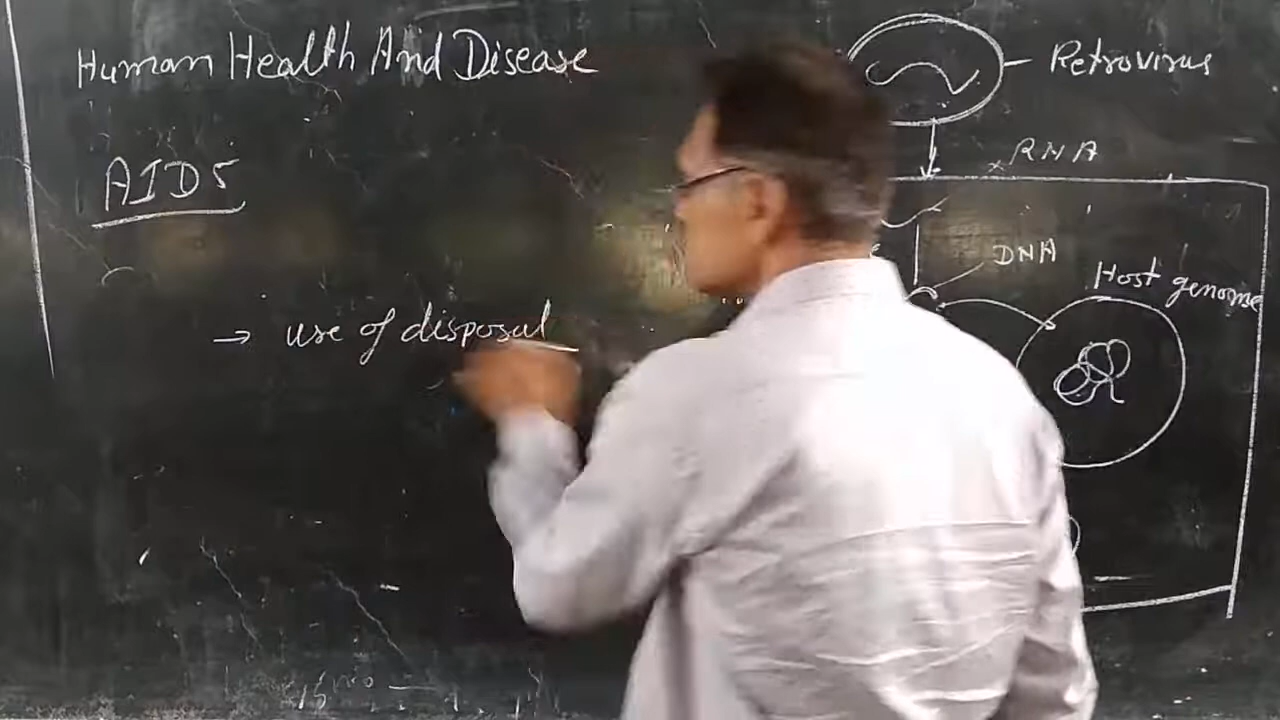 Human Health And Disease
AIDS
→ use of disposal
Retrovirus
RNA
DNA
Host genome